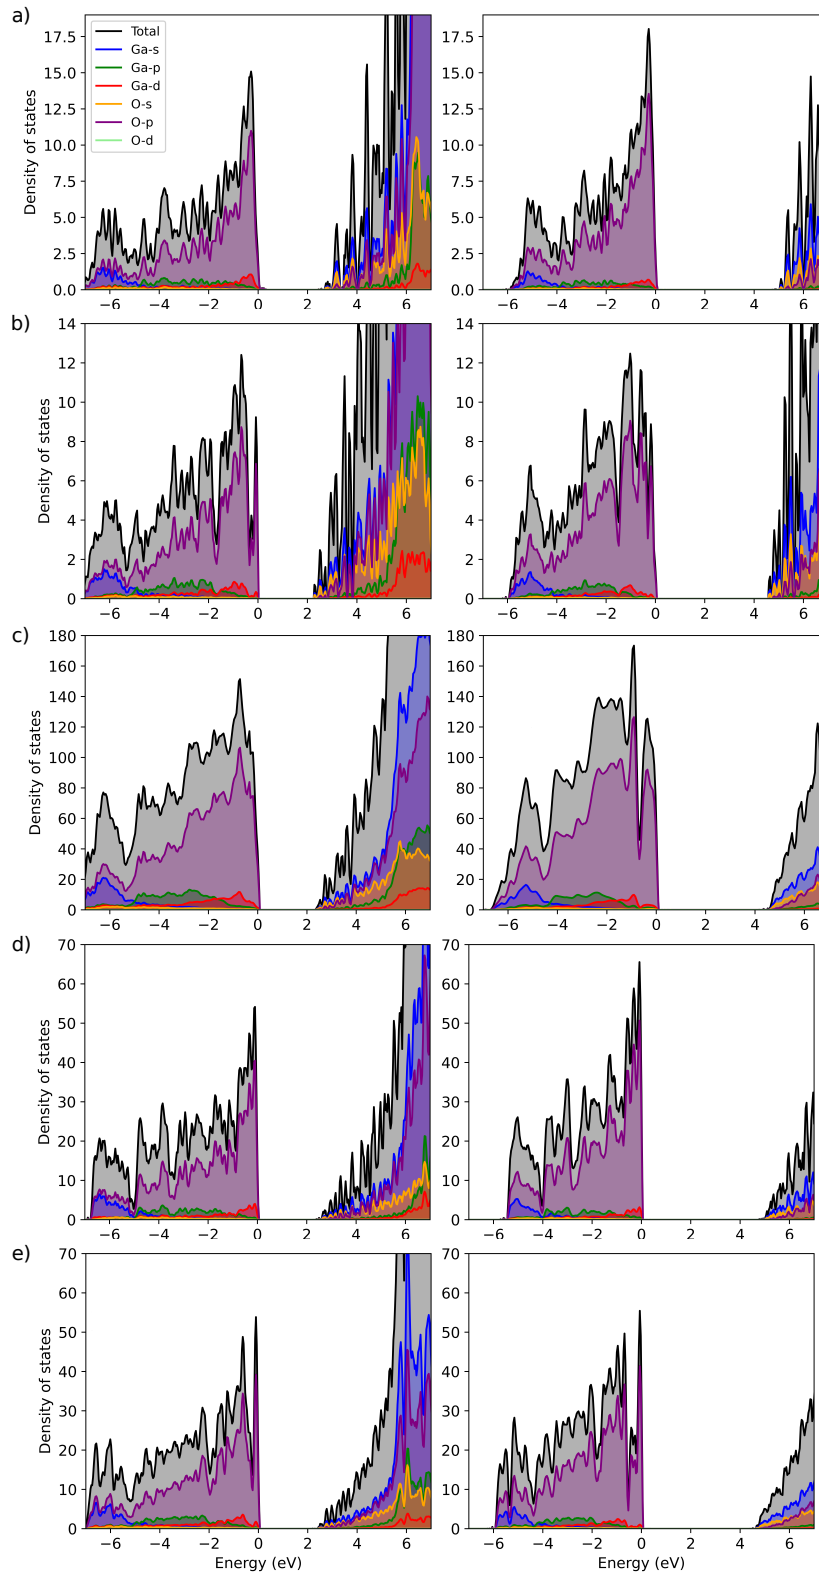 a)
Density of states
17.5
15.0
12.5
10.0
7.5
5.0
2.5
0.0
Total
Ga-s
Ga-p
Ga-d
O-s
O-p
O-d
−6 −4 −2 0 2 4 6
17.5
15.0
12.5
10.0
7.5
5.0
2.5
0.0
−6 −4 −2 0 2 4 6
b)
Density of states
14
12
10
8
6
4
2
0
−6 −4 −2 0 2 4 6
14
12
10
8
6
4
2
0
−6 −4 −2 0 2 4 6
c)
Density of states
180
160
140
120
100
80
60
40
20
0
−6 −4 −2 0 2 4 6
180
160
140
120
100
80
60
40
20
0
−6 −4 −2 0 2 4 6
d)
Density of states
70
60
50
40
30
20
10
0
−6 −4 −2 0 2 4 6
70
60
50
40
30
20
10
0
−6 −4 −2 0 2 4 6
e)
Density of states
70
60
50
40
30
20
10
0
−6 −4 −2 0 2 4 6
Energy (eV)
70
60
50
40
30
20
10
0
−6 −4 −2 0 2 4 6
Energy (eV)